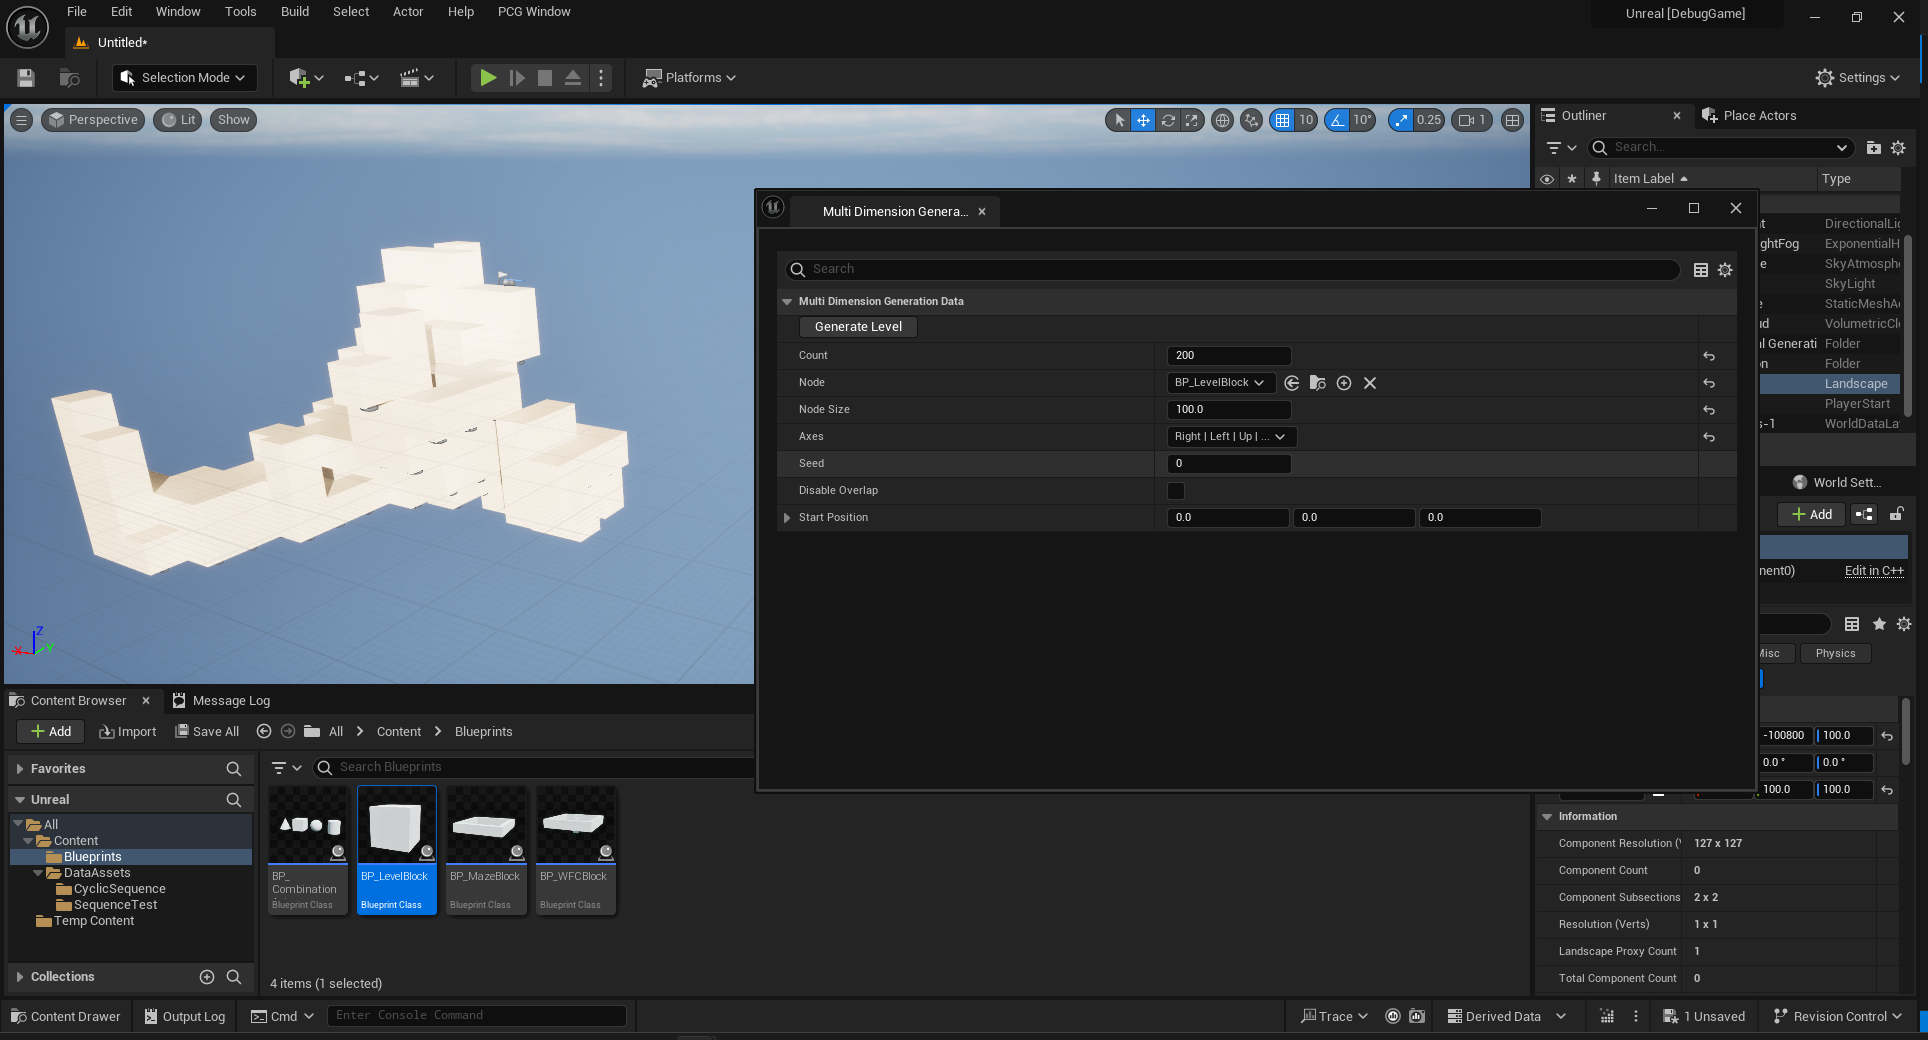 File Edit Window Tools Build Select Actor Help PCG Window
Unreal [DebugGame]
Untitled*
Selection Mode
Platforms
Settings
Perspective Lit Show
10 10° 0.25 1
Outliner
Place Actors
Search...
Item Label Type
DirectionalLig
ghtFog ExponentialH
SkyAtmosphe
SkyLight
StaticMeshAc
VolumetricClo
al Generati Folder
Folder
Landscape
PlayerStart
s-1 WorldDataLa
World Sett...
Add
nent0) Edit in C++
Misc Physics
-100800 100.0
0.0 ° 0.0 °
100.0 100.0
Information
Component Resolution (V 127 x 127
Component Count 0
Component Subsections 2 x 2
Resolution (Verts) 1 x 1
Landscape Proxy Count 1
Total Component Count 0
Multi Dimension Genera...
Search
Multi Dimension Generation Data
Generate Level
Count 200
Node BP_LevelBlock
Node Size 100.0
Axes Right | Left | Up | ...
Seed 0
Disable Overlap
Start Position 0.0 0.0 0.0
Z
X Y
Content Browser Message Log
Add Import Save All All Content Blueprints
Favorites
Search Blueprints
Unreal
All
Content
Blueprints
DataAssets
CyclicSequence
SequenceTest
Temp Content
Collections
BP_
Combination
Blueprint Class
BP_LevelBlock
Blueprint Class
BP_MazeBlock
Blueprint Class
BP_WFCBlock
Blueprint Class
4 items (1 selected)
Content Drawer Output Log Cmd Enter Console Command
Trace Derived Data 1 Unsaved Revision Control